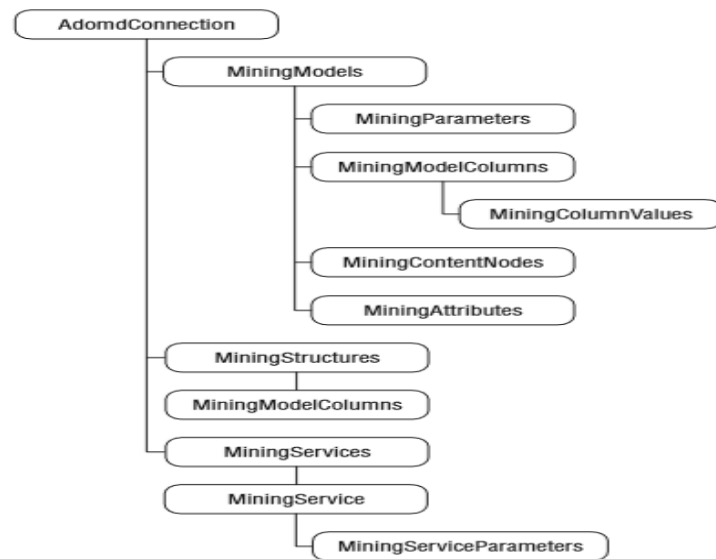 AdomdConnection
MiningModels
MiningParameters
MiningModelColumns
MiningColumnValues
MiningContentNodes
MiningAttributes
MiningStructures
MiningModelColumns
MiningServices
MiningService
MiningServiceParameters